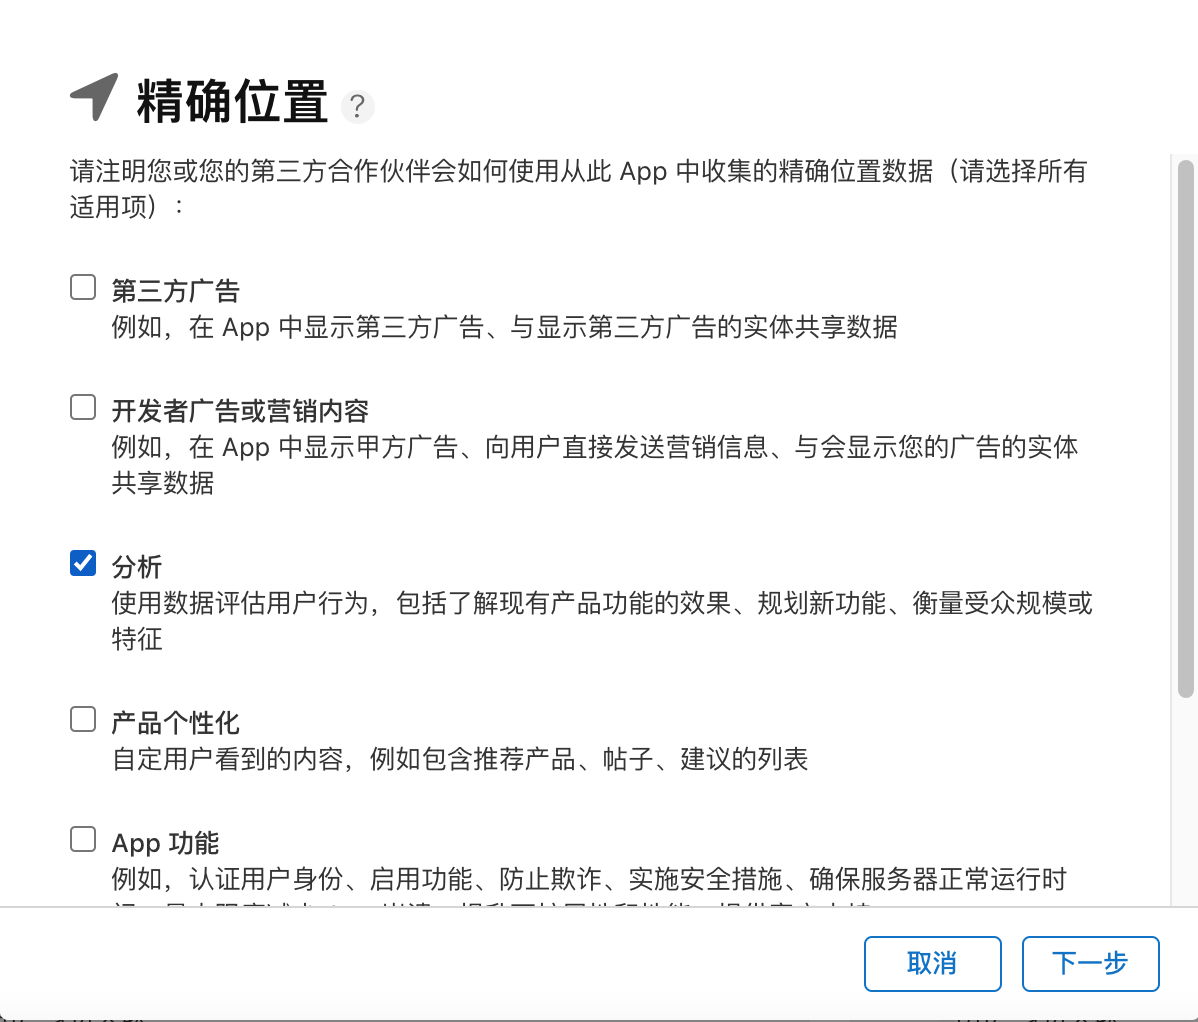 精确位置 ?
请注明您或您的第三方合作伙伴会如何使用从此 App 中收集的精确位置数据（请选择所有
适用项）：
第三方广告
例如，在 App 中显示第三方广告、与显示第三方广告的实体共享数据
开发者广告或营销内容
例如，在 App 中显示甲方广告、向用户直接发送营销信息、与会显示您的广告的实体
共享数据
分析
使用数据评估用户行为，包括了解现有产品功能的效果、规划新功能、衡量受众规模或
特征
产品个性化
自定用户看到的内容，例如包含推荐产品、帖子、建议的列表
App 功能
例如，认证用户身份、启用功能、防止欺诈、实施安全措施、确保服务器正常运行时
取消
下一步